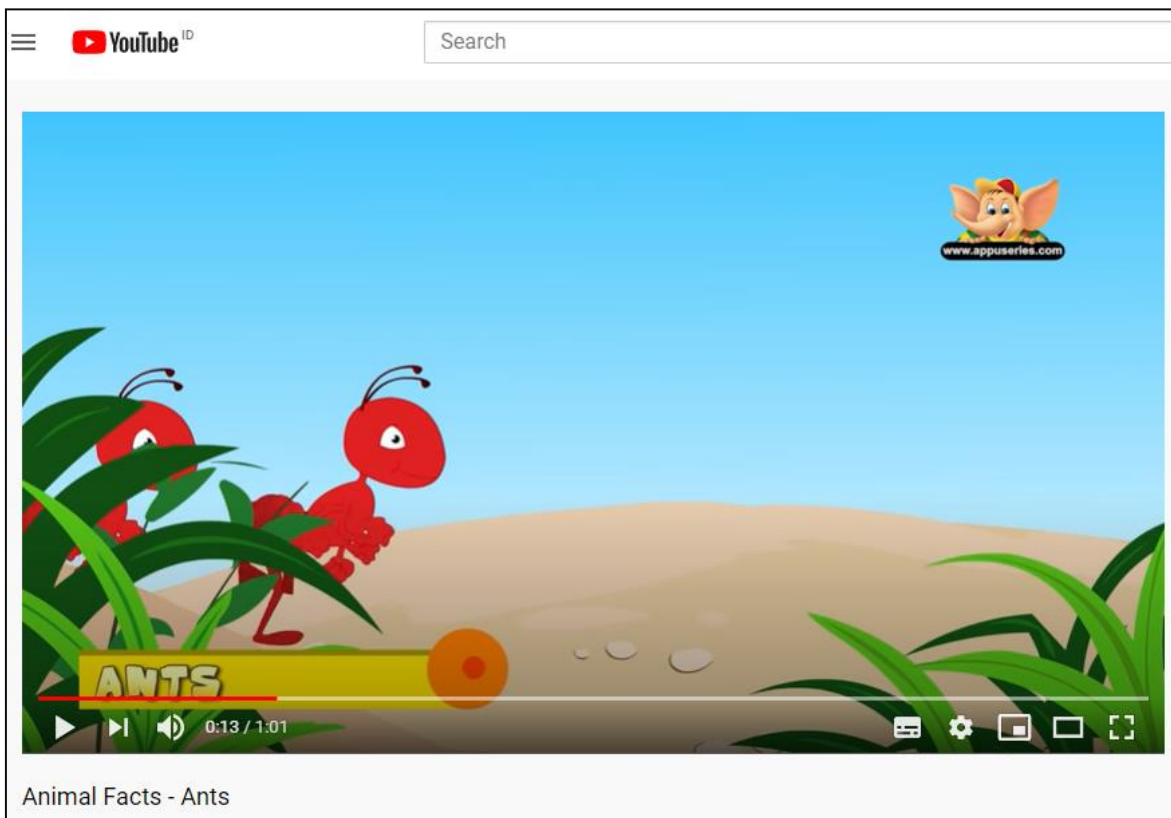 YouTube ID
Search
www.appuseries.com
ANTS
0:13 / 1:01
Animal Facts - Ants